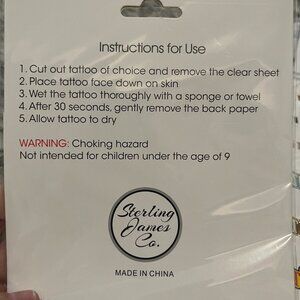 Instructions for Use
1. Cut out tattoo of choice and remove the clear sheet
2. Place tattoo face down on skin
3. Wet the tattoo thoroughly with a sponge or towel
4. After 30 seconds, gently remove the back paper
5. Allow tattoo to dry
WARNING: Choking hazard
Not intended for children under the age of 9
Sterling
James
Co.
MADE IN CHINA